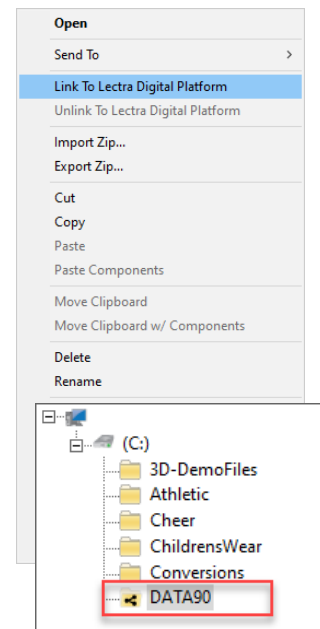 Open
Send To
Link To Lectra Digital Platform
Unlink To Lectra Digital Platform
Import Zip...
Export Zip...
Cut
Copy
Paste
Paste Components
Move Clipboard
Move Clipboard w/ Components
Delete
Rename
(C:)
3D-DemoFiles
Athletic
Cheer
ChildrensWear
Conversions
DATA90